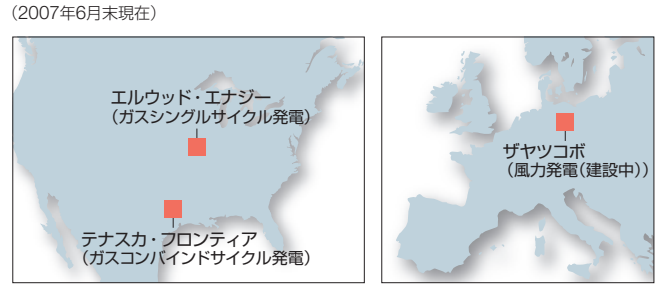 （2007年6月末現在）
エルウッド・エナジー
（ガスシングルサイクル発電）
テナスカ・フロンティア
（ガスコンバインドサイクル発電）
ザヤツコボ
（風力発電（建設中））